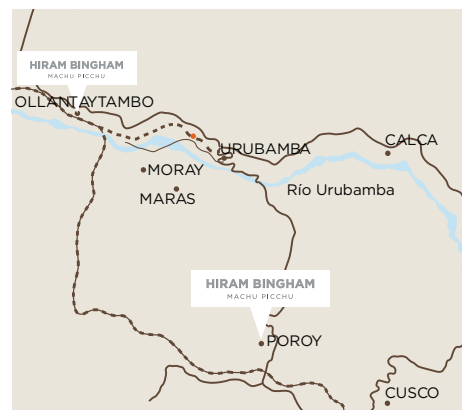 HIRAM BINGHAM
MACHU PICCHU
OLLANTAYTAMBO
URUBAMBA
CALCA
MORAY
Río Urubamba
MARAS
HIRAM BINGHAM
MACHU PICCHU
POROY
CUSCO